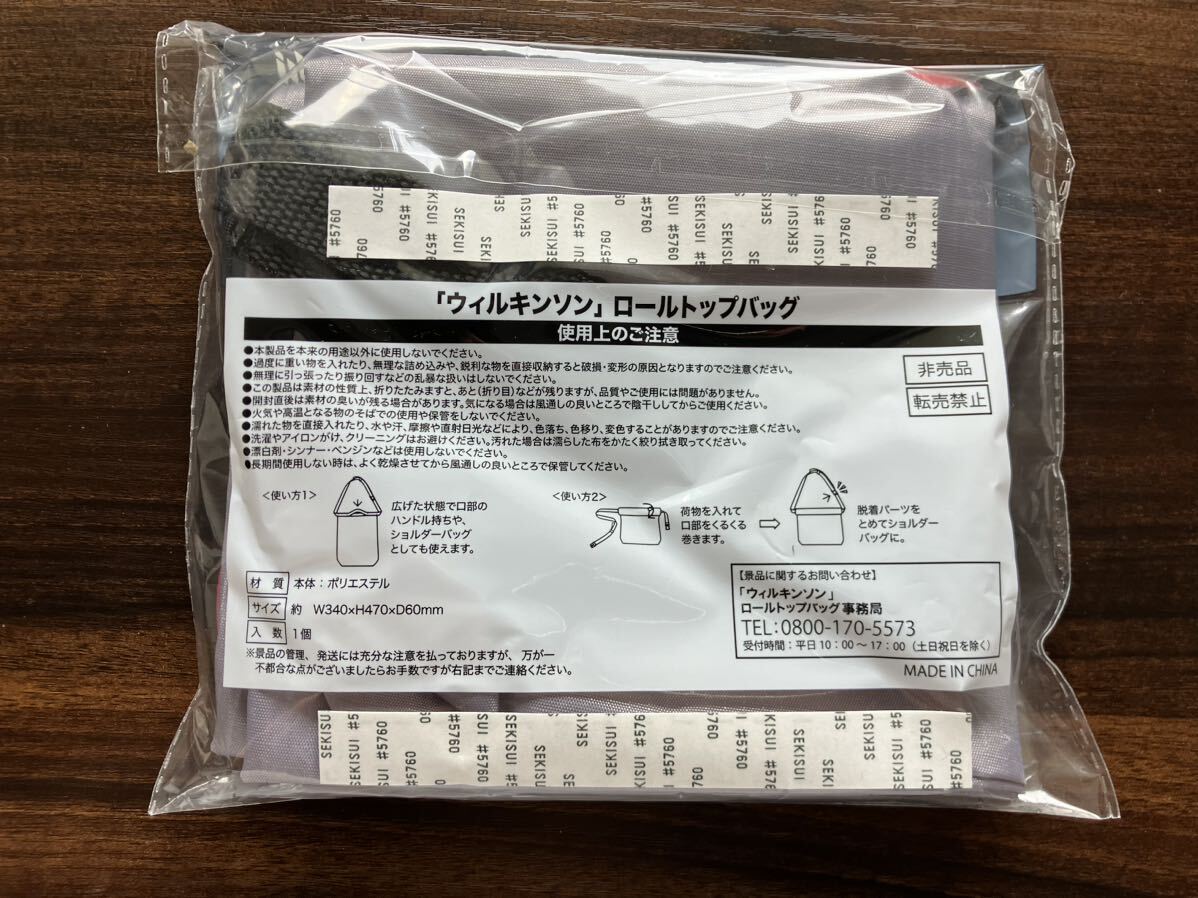 「ウィルキンソン」ロールトップバッグ
使用上のご注意
●本製品を本来の用途以外に使用しないでください。
●過度に重い物を入れたり、無理な詰め込みや、鋭利な物を直接収納すると破損・変形の原因となりますのでご注意ください。
●無理に引っ張ったり振り回すなどの乱暴な扱いはしないでください。
●この製品は素材の性質上、折りたたみますと、あと(折り目)などが残りますが、品質やご使用には問題がありません。
●開封直後は素材の臭いが残る場合があります。気になる場合は風通しの良いところで陰干ししてからご使用ください。
●火気や高温となる物のそばでの使用や保管をしないでください。
●濡れた物を直接入れたり、水や汗、摩擦や直射日光などにより、色落ち、色移り、変色することがありますのでご注意ください。
●洗濯やアイロンがけ、クリーニングはお避けください。汚れた場合は濡らした布をかたく絞り拭き取ってください。
●漂白剤・シンナー・ベンジンなどは使用しないでください。
●長期間使用しない時は、よく乾燥させてから風通しの良いところで保管してください。
非売品
転売禁止
<使い方1>
広げた状態で口部の
ハンドル持ちや、
ショルダーバッグ
としても使えます。
<使い方2>
荷物を入れて
口部をくるくる
巻きます。
脱着パーツを
とめてショルダー
バッグに。
材 質 本体:ポリエステル
サイズ 約 W340×H470×D60mm
入 数 1個
※景品の管理、発送には充分な注意を払っておりますが、万が一
不都合な点がございましたらお手数ですが右記までご連絡ください。
【景品に関するお問い合わせ】
「ウィルキンソン」
ロールトップバッグ事務局
TEL:0800-170-5573
受付時間:平日10:00〜17:00(土日祝日を除く)
MADE IN CHINA
SEKISUI #5760
SEKISUI #5760